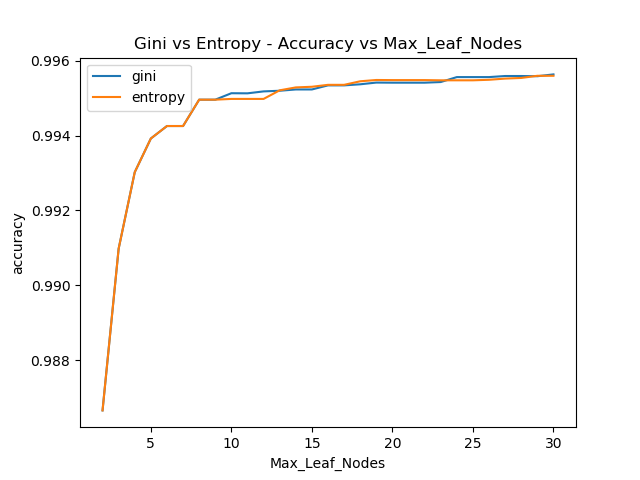 Gini vs Entropy - Accuracy vs Max_Leaf_Nodes
gini
entropy
0.996
0.994
0.992
0.990
0.988
accuracy
5 10 15 20 25 30
Max_Leaf_Nodes